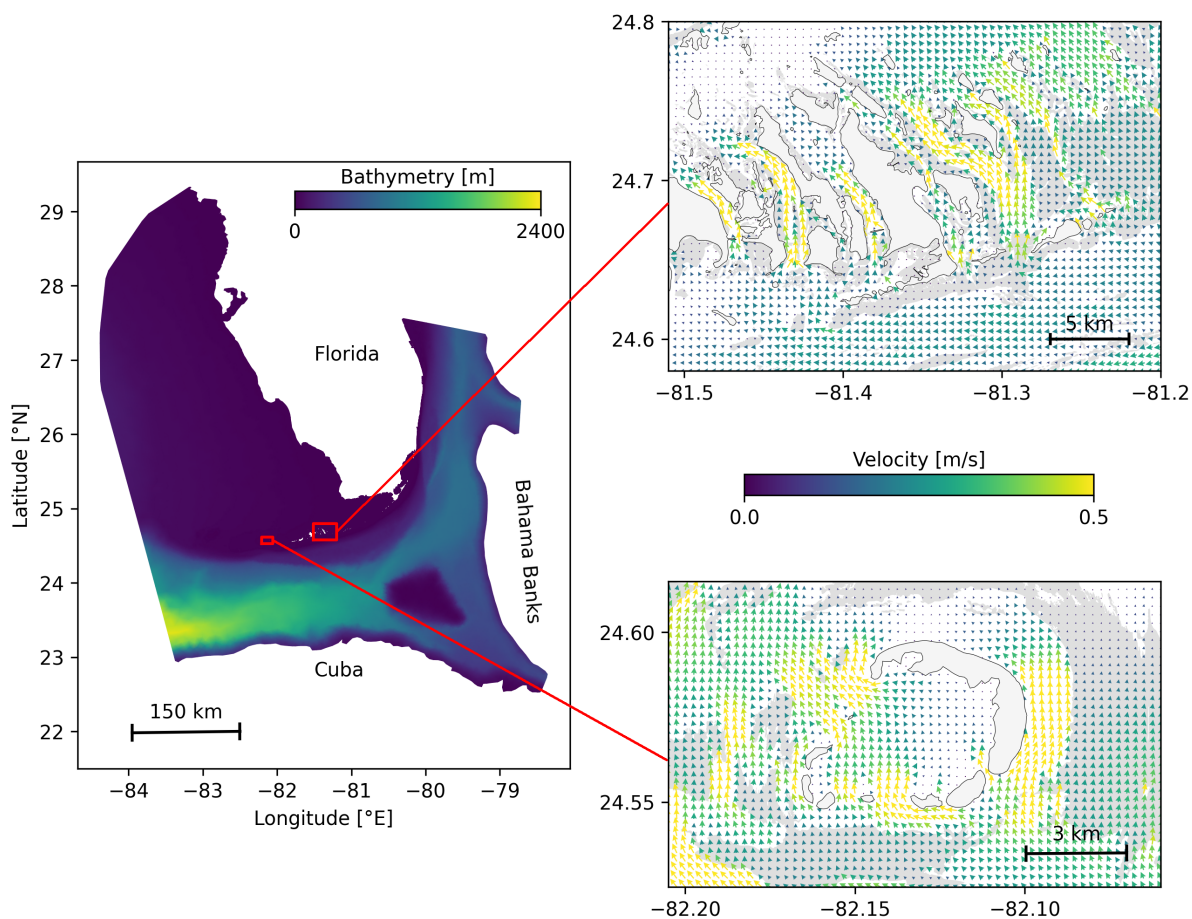 Bathymetry [m]
0 2400
29
28
27
26
25
24
23
22
Latitude [°N]
Florida
Bahama Banks
Cuba
150 km
−84 −83 −82 −81 −80 −79
Longitude [°E]
24.8
24.7
24.6
5 km
−81.5 −81.4 −81.3 −81.2
Velocity [m/s]
0.0 0.5
24.60
24.55
3 km
−82.20 −82.15 −82.10